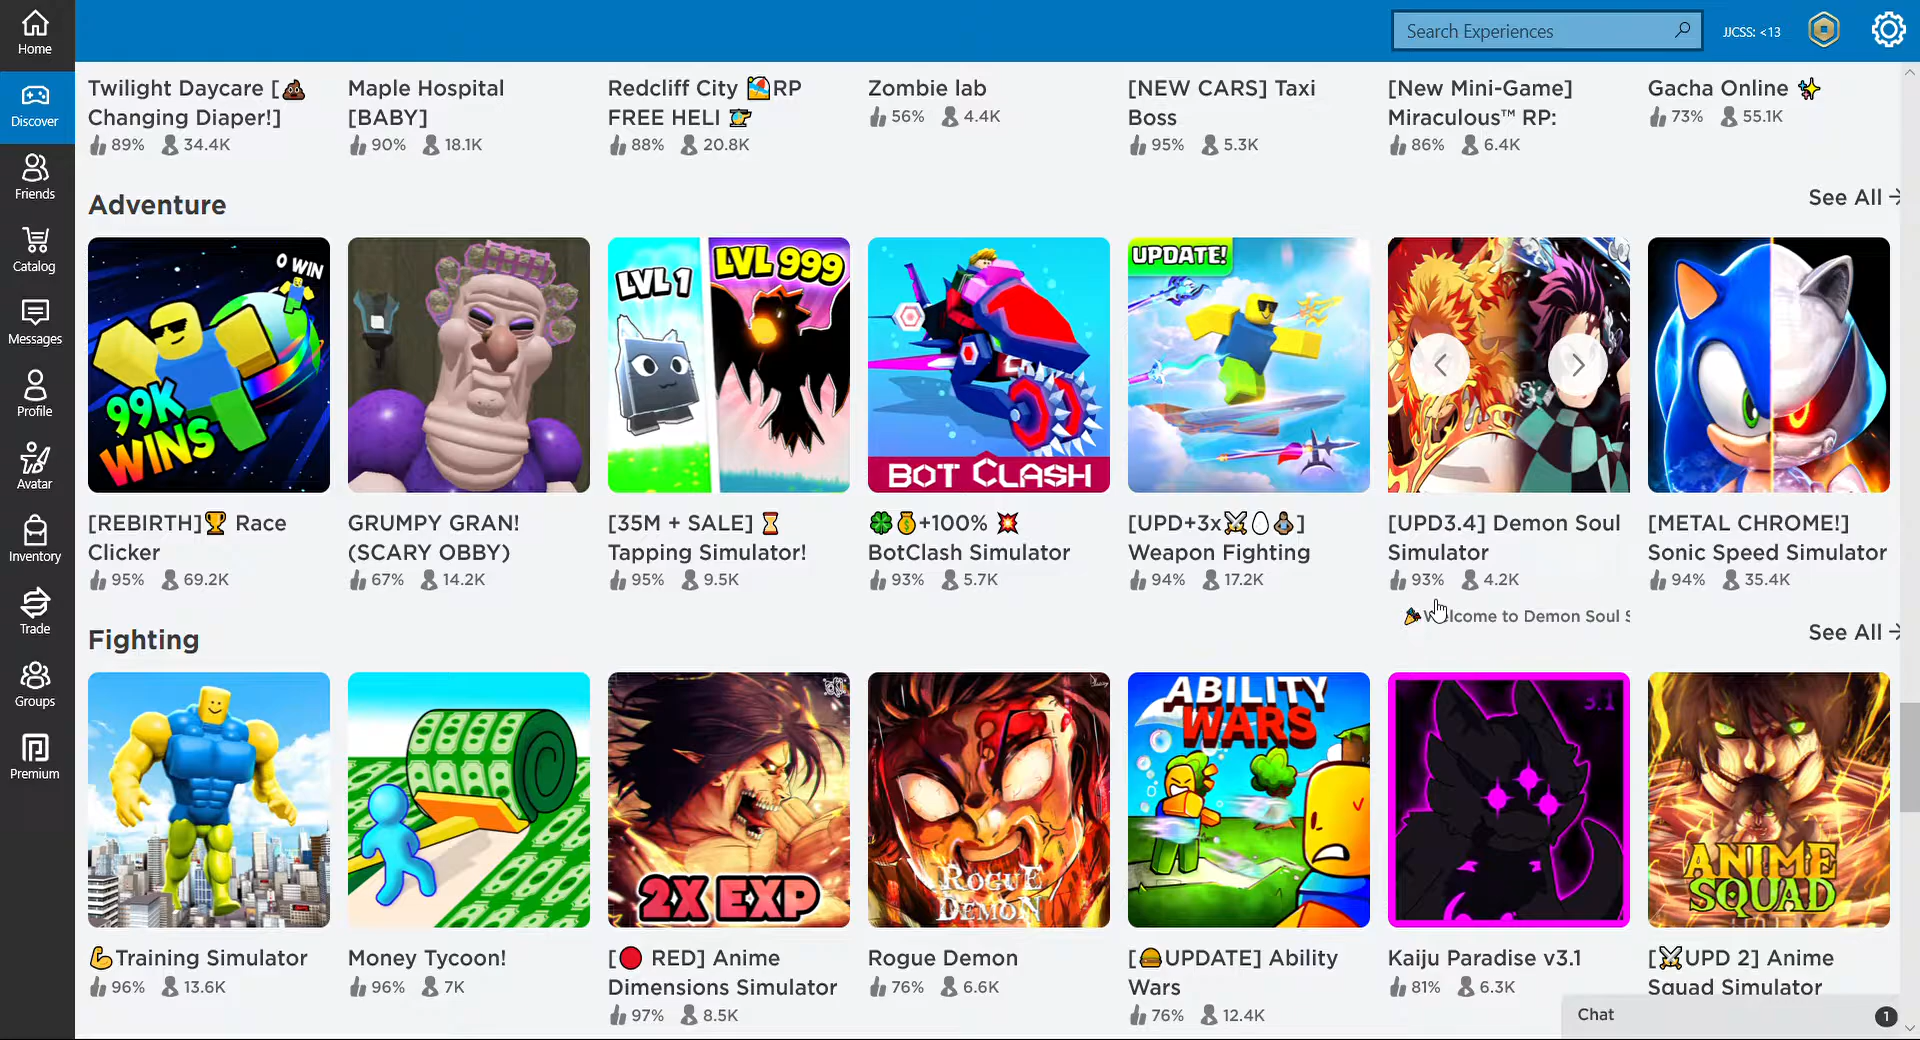 Home
Discover
Friends
Catalog
Messages
Profile
Avatar
Inventory
Trade
Groups
Premium
Search Experiences
JJCSS: <13
Twilight Daycare [💩
Changing Diaper!]
89% 34.4K
Maple Hospital
[BABY]
90% 18.1K
Redcliff City 🏖️RP
FREE HELI 🚁
88% 20.8K
Zombie lab
56% 4.4K
[NEW CARS] Taxi
Boss
95% 5.3K
[New Mini-Game]
Miraculous™ RP:
86% 6.4K
Gacha Online ✨
73% 55.1K
Adventure
See All →
0 WIN
99K
WINS
LVL 1
LVL 999
BOT CLASH
UPDATE!
[REBIRTH]🏆 Race
Clicker
95% 69.2K
GRUMPY GRAN!
(SCARY OBBY)
67% 14.2K
[35M + SALE] ⏳
Tapping Simulator!
95% 9.5K
🍀💰+100% 💥
BotClash Simulator
93% 5.7K
[UPD+3x⚔️🥚💁🏽]
Weapon Fighting
94% 17.2K
[UPD3.4] Demon Soul
Simulator
93% 4.2K
🎉Welcome to Demon Soul S
[METAL CHROME!]
Sonic Speed Simulator
94% 35.4K
Fighting
See All →
2X EXP
ROGUE
DEMON
ABILITY
WARS
3.1
ANIME
SQUAD
💪Training Simulator
96% 13.6K
Money Tycoon!
96% 7K
[🔴 RED] Anime
Dimensions Simulator
97% 8.5K
Rogue Demon
76% 6.6K
[🍔UPDATE] Ability
Wars
76% 12.4K
Kaiju Paradise v3.1
81% 6.3K
[⚔️UPD 2] Anime
Squad Simulator
Chat
1